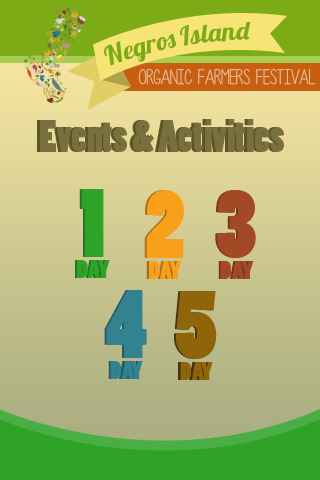 Negros Island
ORGANIC FARMERS FESTIVAL
Events & Activities
1 2 3
DAY DAY DAY
4 5
DAY DAY